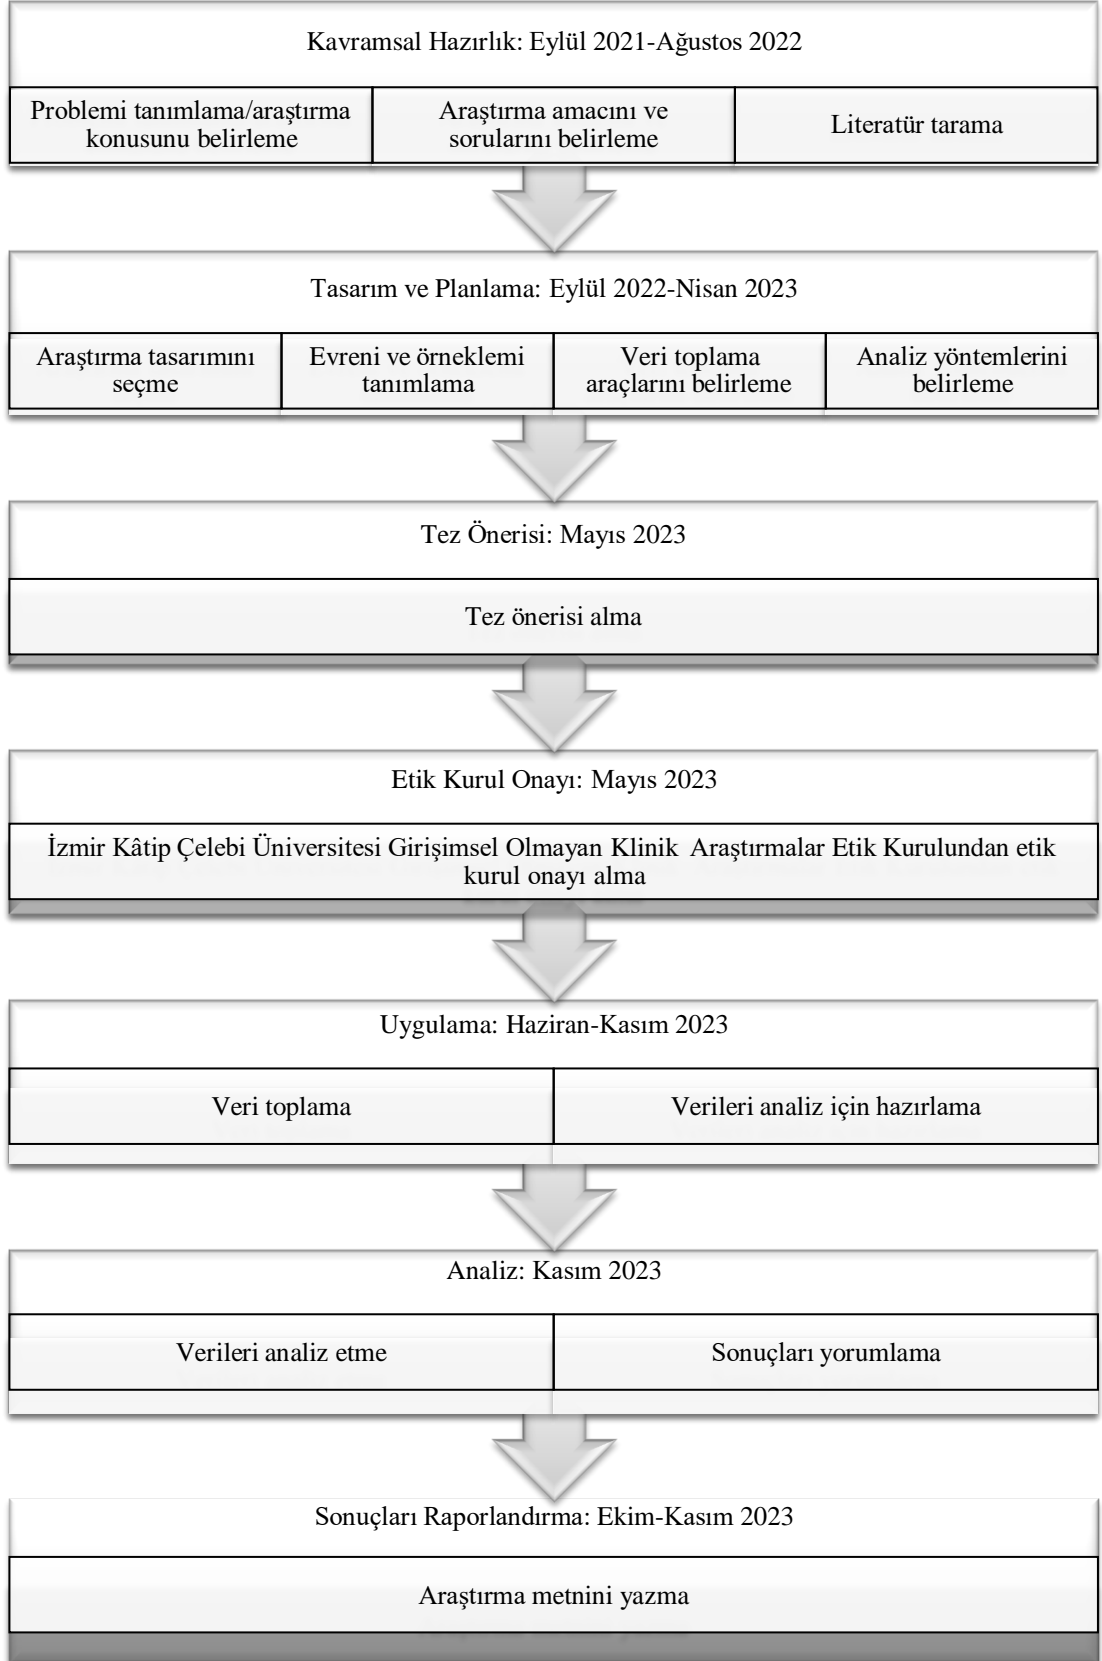 Kavramsal Hazırlık: Eylül 2021-Ağustos 2022
Problemi tanımlama/araştırma
konusunu belirleme
Araştırma amacını ve
sorularını belirleme
Literatür tarama
Tasarım ve Planlama: Eylül 2022-Nisan 2023
Araştırma tasarımını
seçme
Evreni ve örneklemi
tanımlama
Veri toplama
araçlarını belirleme
Analiz yöntemlerini
belirleme
Tez Önerisi: Mayıs 2023
Tez önerisi alma
Etik Kurul Onayı: Mayıs 2023
İzmir Kâtip Çelebi Üniversitesi Girişimsel Olmayan Klinik Araştırmalar Etik Kurulundan etik
kurul onayı alma
Uygulama: Haziran-Kasım 2023
Veri toplama
Verileri analiz için hazırlama
Analiz: Kasım 2023
Verileri analiz etme
Sonuçları yorumlama
Sonuçları Raporlandırma: Ekim-Kasım 2023
Araştırma metnini yazma